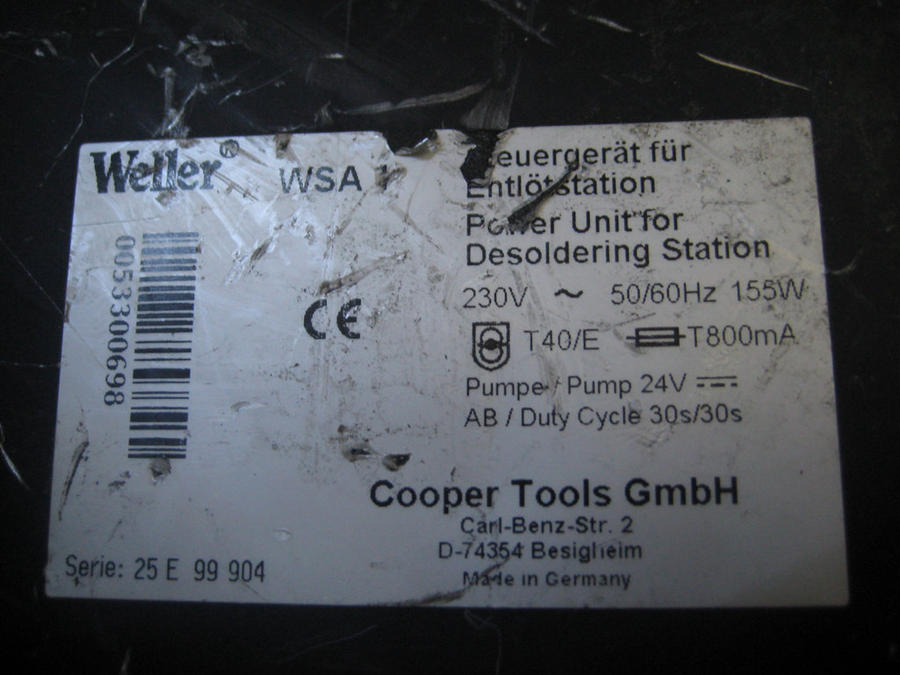 Weller®
WSA
0053300698
CE
Steuergerät für
Entlötstation
Power Unit for
Desoldering Station
230V ~ 50/60Hz 155W
T40/E T800mA
Pumpe / Pump 24V
AB / Duty Cycle 30s/30s
Cooper Tools GmbH
Carl-Benz-Str. 2
D-74354 Besigheim
Made in Germany
Serie: 25 E 99 904